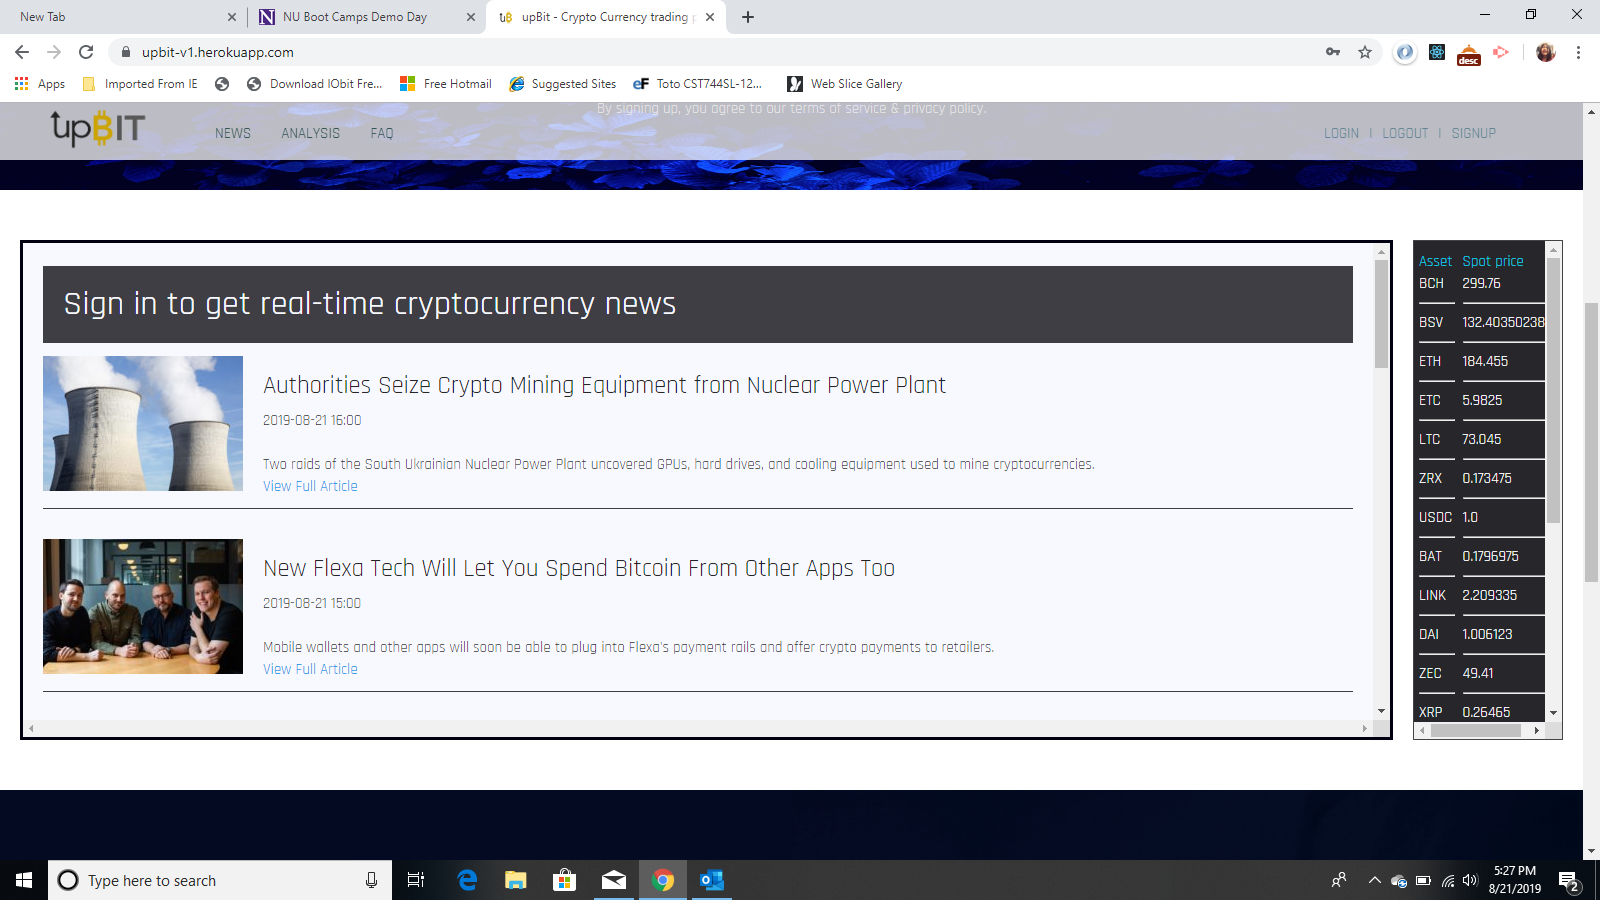 New Tab
NU Boot Camps Demo Day
upBit - Crypto Currency trading p
upbit-v1.herokuapp.com
desc
Apps
Imported From IE
Download IObit Fre...
Free Hotmail
Suggested Sites
eF Toto CST744SL-12...
Web Slice Gallery
By signing up, you agree to our terms of service & privacy policy.
upBIT
NEWS ANALYSIS FAQ
LOGIN | LOGOUT | SIGNUP
Sign in to get real-time cryptocurrency news
Authorities Seize Crypto Mining Equipment from Nuclear Power Plant
2019-08-21 16:00
Two raids of the South Ukrainian Nuclear Power Plant uncovered GPUs, hard drives, and cooling equipment used to mine cryptocurrencies.
View Full Article
New Flexa Tech Will Let You Spend Bitcoin From Other Apps Too
2019-08-21 15:00
Mobile wallets and other apps will soon be able to plug into Flexa's payment rails and offer crypto payments to retailers.
View Full Article
Asset Spot price
BCH 299.76
BSV 132.40350238
ETH 184.455
ETC 5.9825
LTC 73.045
ZRX 0.173475
USDC 1.0
BAT 0.1796975
LINK 2.209335
DAI 1.006123
ZEC 49.41
XRP 0.26465
Type here to search
5:27 PM
8/21/2019
2